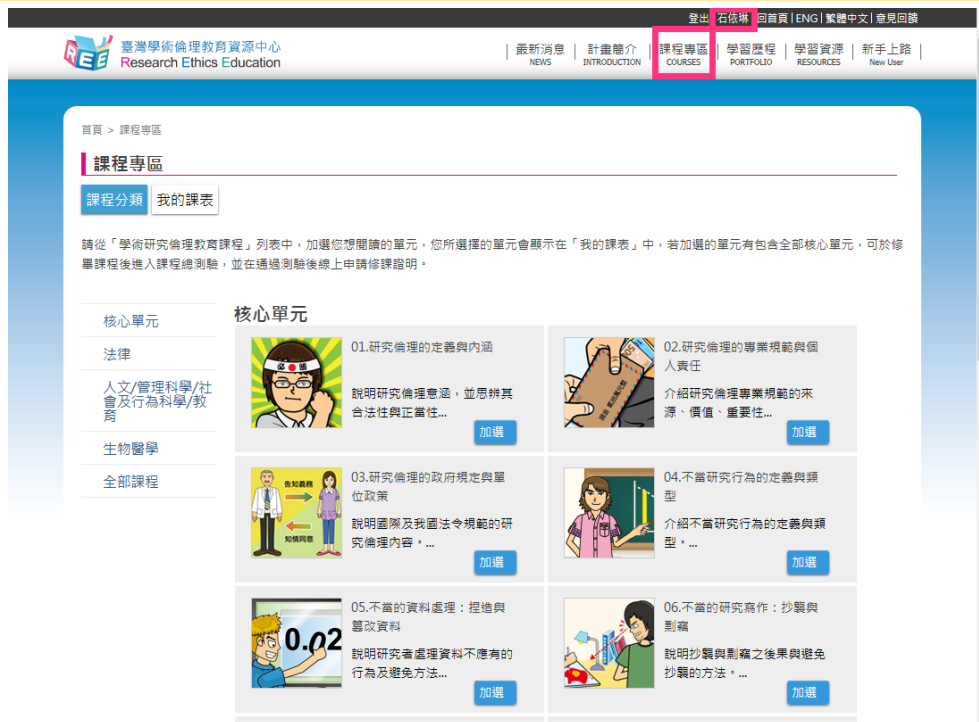 登出 石依琳 回首頁 | ENG | 繁體中文 | 意見回饋
REE
臺灣學術倫理教育資源中心
Research Ethics Education
最新消息 | 計畫簡介 | 課程專區 | 學習歷程 | 學習資源 | 新手上路
NEWS INTRODUCTION COURSES PORTFOLIO RESOURCES New User
首頁 > 課程專區
課程專區
課程分類 我的課表
請從「學術研究倫理教育課程」列表中，加選您想閱讀的單元，您所選擇的單元會顯示在「我的課表」中，若加選的單元有包含全部核心單元，可於修
畢課程後進入課程總測驗，並在通過測驗後線上申請修課證明。
核心單元
法律
人文/管理科學/社
會及行為科學/教
育
生物醫學
全部課程
核心單元
01.研究倫理的定義與內涵
說明研究倫理意涵，並思辨其
合法性與正當性...
加選
02.研究倫理的專業規範與個
人責任
介紹研究倫理專業規範的來
源、價值、重要性...
加選
03.研究倫理的政府規定與單
位政策
告知義務
知情同意
說明國際及我國法令規範的研
究倫理內容。...
加選
04.不當研究行為的定義與類
型
介紹不當研究行為的定義與類
型。...
加選
05.不當的資料處理：捏造與
篡改資料
0.02
說明研究者處理資料不應有的
行為及避免方法...
加選
06.不當的研究寫作：抄襲與
剽竊
說明抄襲與剽竊之後果與避免
抄襲的方法。...
加選